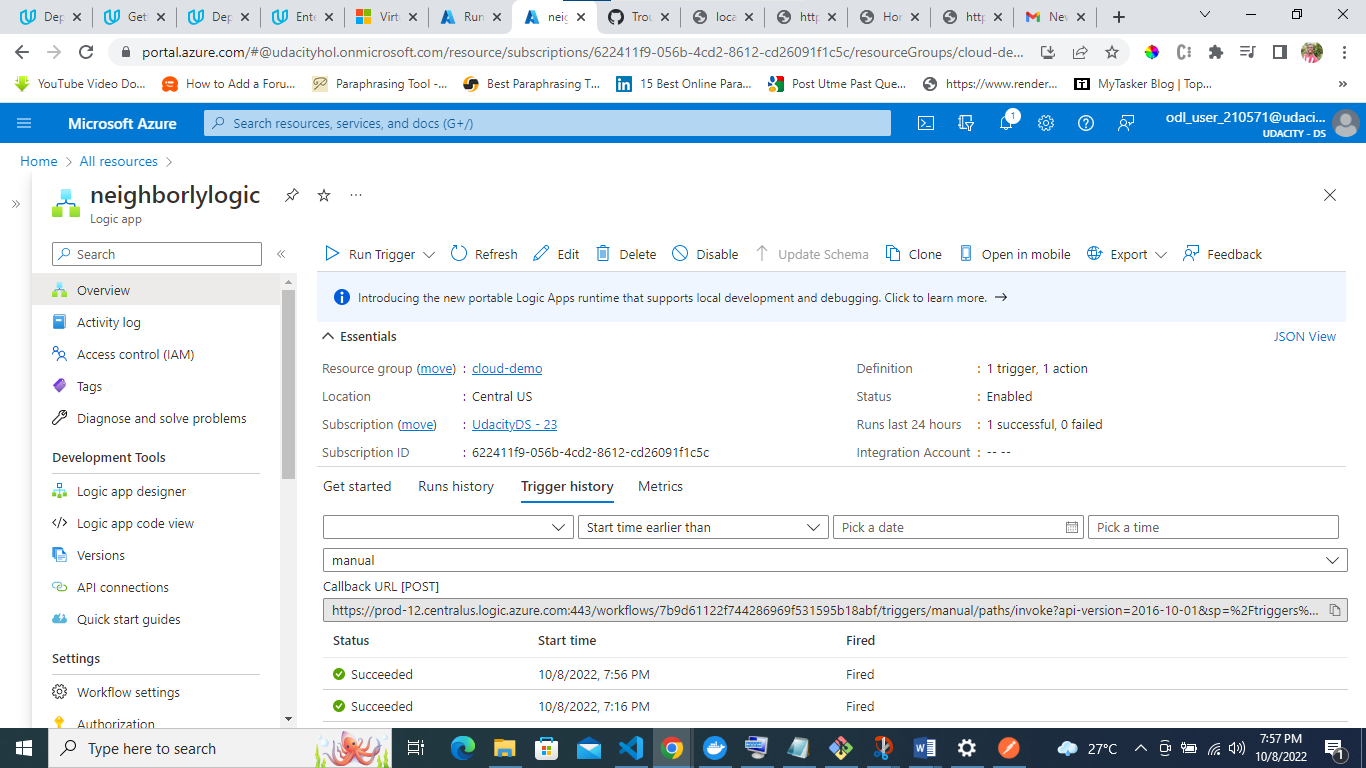 Dep
Get
Dep
Ente
Virtu
Run
neig
Trou
loca
http
Hor
http
Nev
portal.azure.com/#@udacityhol.onmicrosoft.com/resource/subscriptions/622411f9-056b-4cd2-8612-cd26091f1c5c/resourceGroups/cloud-de...
YouTube Video Do...
How to Add a Foru...
Paraphrasing Tool -...
Best Paraphrasing T...
15 Best Online Para...
Post Utme Past Que...
https://www.render...
MyTasker Blog | Top...
»
Microsoft Azure
Search resources, services, and docs (G+/)
1
odl_user_210571@udaci...
UDACITY - DS
Home > All resources >
»
neighborlylogic
...
Logic app
Search
«
Run Trigger
Refresh
Edit
Delete
Disable
Update Schema
Clone
Open in mobile
Export
Feedback
Overview
Activity log
Access control (IAM)
Tags
Diagnose and solve problems
Development Tools
Logic app designer
Logic app code view
Versions
API connections
Quick start guides
Settings
Workflow settings
Authorization
Introducing the new portable Logic Apps runtime that supports local development and debugging. Click to learn more. →
Essentials
JSON View
Resource group (move) : cloud-demo
Location : Central US
Subscription (move) : UdacityDS - 23
Subscription ID : 622411f9-056b-4cd2-8612-cd26091f1c5c
Definition : 1 trigger, 1 action
Status : Enabled
Runs last 24 hours : 1 successful, 0 failed
Integration Account : -- --
Get started
Runs history
Trigger history
Metrics
Start time earlier than
Pick a date
Pick a time
manual
Callback URL [POST]
https://prod-12.centralus.logic.azure.com:443/workflows/7b9d61122f744286969f531595b18abf/triggers/manual/paths/invoke?api-version=2016-10-01&sp=%2Ftriggers%...
Status Start time Fired
Succeeded 10/8/2022, 7:56 PM Fired
Succeeded 10/8/2022, 7:16 PM Fired
Type here to search
27°C
7:57 PM
10/8/2022
1